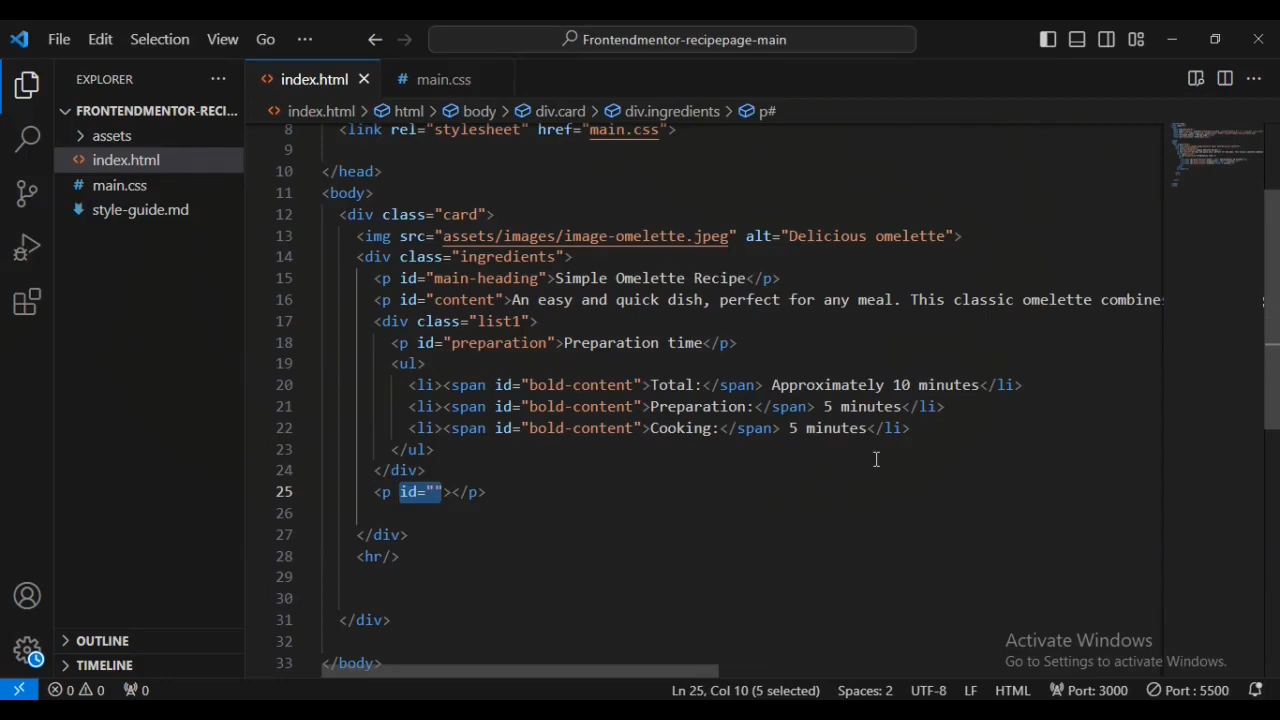 File Edit Selection View Go ··· Frontendmentor-recipepage-main
EXPLORER ··· index.html main.css ···
FRONTENDMENTOR-RECI... index.html > html > body > div.card > div.ingredients > p#
assets
index.html
main.css
style-guide.md
8 <link rel="stylesheet" href="main.css">
9
10 </head>
11 <body>
12 <div class="card">
13 <img src="assets/images/image-omelette.jpeg" alt="Delicious omelette">
14 <div class="ingredients">
15 <p id="main-heading">Simple Omelette Recipe</p>
16 <p id="content">An easy and quick dish, perfect for any meal. This classic omelette combines
17 <div class="list1">
18 <p id="preparation">Preparation time</p>
19 <ul>
20 <li><span id="bold-content">Total:</span> Approximately 10 minutes</li>
21 <li><span id="bold-content">Preparation:</span> 5 minutes</li>
22 <li><span id="bold-content">Cooking:</span> 5 minutes</li>
23 </ul>
24 </div>
25 <p id=""></p>
26
27 </div>
28 <hr/>
29
30
31 </div>
32
33 </body>
OUTLINE
TIMELINE
Activate Windows
Go to Settings to activate Windows.
0 0 0 Ln 25, Col 10 (5 selected) Spaces: 2 UTF-8 LF HTML Port: 3000 Port : 5500